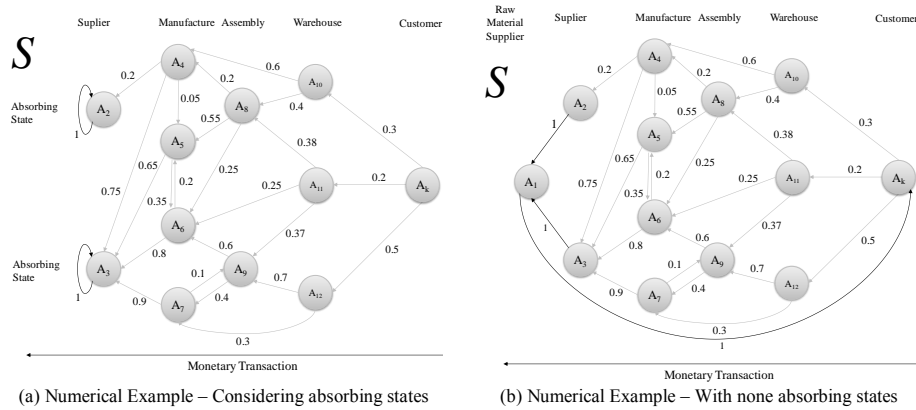 Suplier Manufacture Assembly Warehouse Customer
S
A4
0.2
0.6
A10
0.2
Absorbing
State
A2
A8
0.4
0.05
1
0.55
0.3
A5
0.38
0.65
0.25
0.75
0.2
0.25
A11
0.2
Ak
0.35
A6
0.37
0.5
0.8
0.6
Absorbing
State
A3
A9
0.1
0.7
1
0.9
0.4
A12
A7
0.3
Monetary Transaction
(a) Numerical Example – Considering absorbing states
Raw
Material
Supplier
Suplier Manufacture Assembly Warehouse Customer
S
A4
0.2
0.6
A10
0.2
A2
A8
0.4
0.05
1
0.55
0.3
A5
0.38
0.65
0.25
A1
0.75
0.2
0.25
A11
0.2
Ak
0.35
A6
1
0.37
0.5
0.8
0.6
A3
A9
0.1
0.7
0.9
0.4
A12
A7
0.3
1
Monetary Transaction
(b) Numerical Example – With none absorbing states